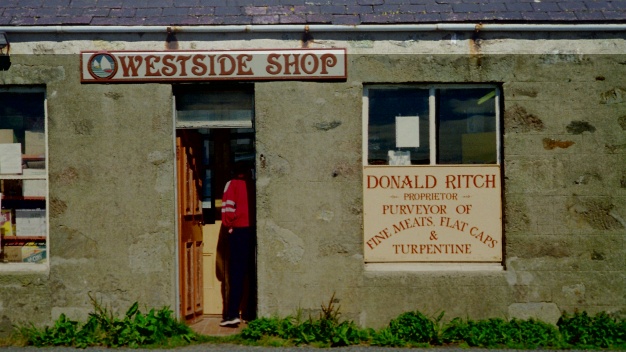 WESTSIDE SHOP
DONALD RITCH
- PROPRIETOR -
PURVEYOR OF
FINE MEATS, FLAT CAPS
&
TURPENTINE